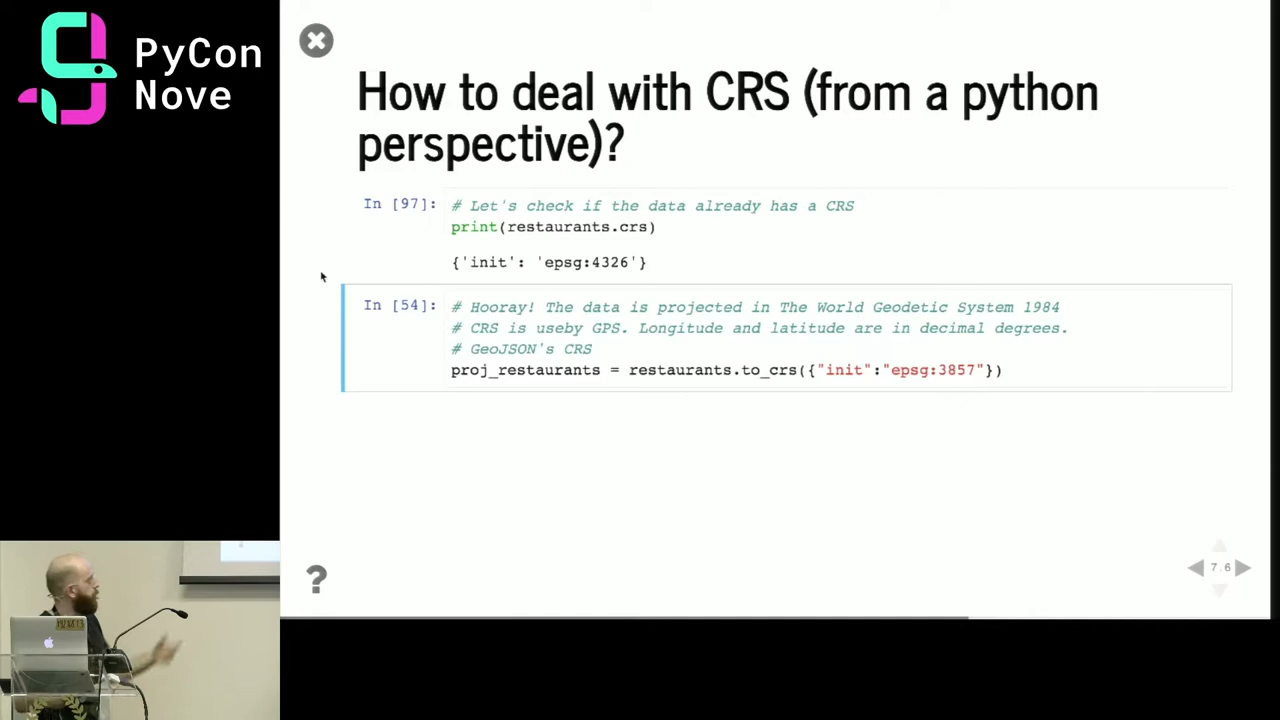 PyCon
Nove
How to deal with CRS (from a python
perspective)?
In [97]:
# Let's check if the data already has a CRS
print(restaurants.crs)
{'init': 'epsg:4326'}
In [54]:
# Hooray! The data is projected in The World Geodetic System 1984
# CRS is useby GPS. Longitude and latitude are in decimal degrees.
# GeoJSON's CRS
proj_restaurants = restaurants.to_crs({"init":"epsg:3857"})
?
7.6